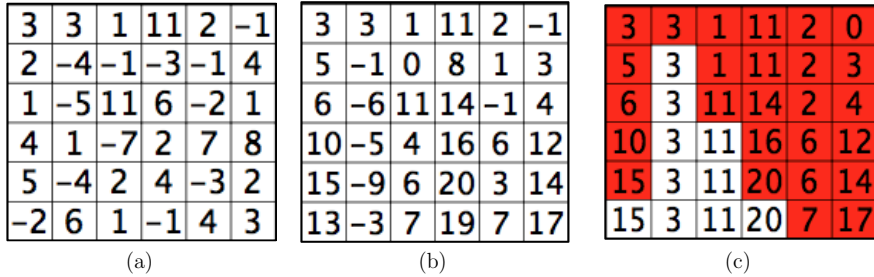 3 3 1 11 2 -1
2 -4 -1 -3 -1 4
1 -5 11 6 -2 1
4 1 -7 2 7 8
5 -4 2 4 -3 2
-2 6 1 -1 4 3
(a)
3 3 1 11 2 -1
5 -1 0 8 1 3
6 -6 11 14 -1 4
10 -5 4 16 6 12
15 -9 6 20 3 14
13 -3 7 19 7 17
(b)
3 3 1 11 2 0
5 3 1 11 2 3
6 3 11 14 2 4
10 3 11 16 6 12
15 3 11 20 6 14
15 3 11 20 7 17
(c)